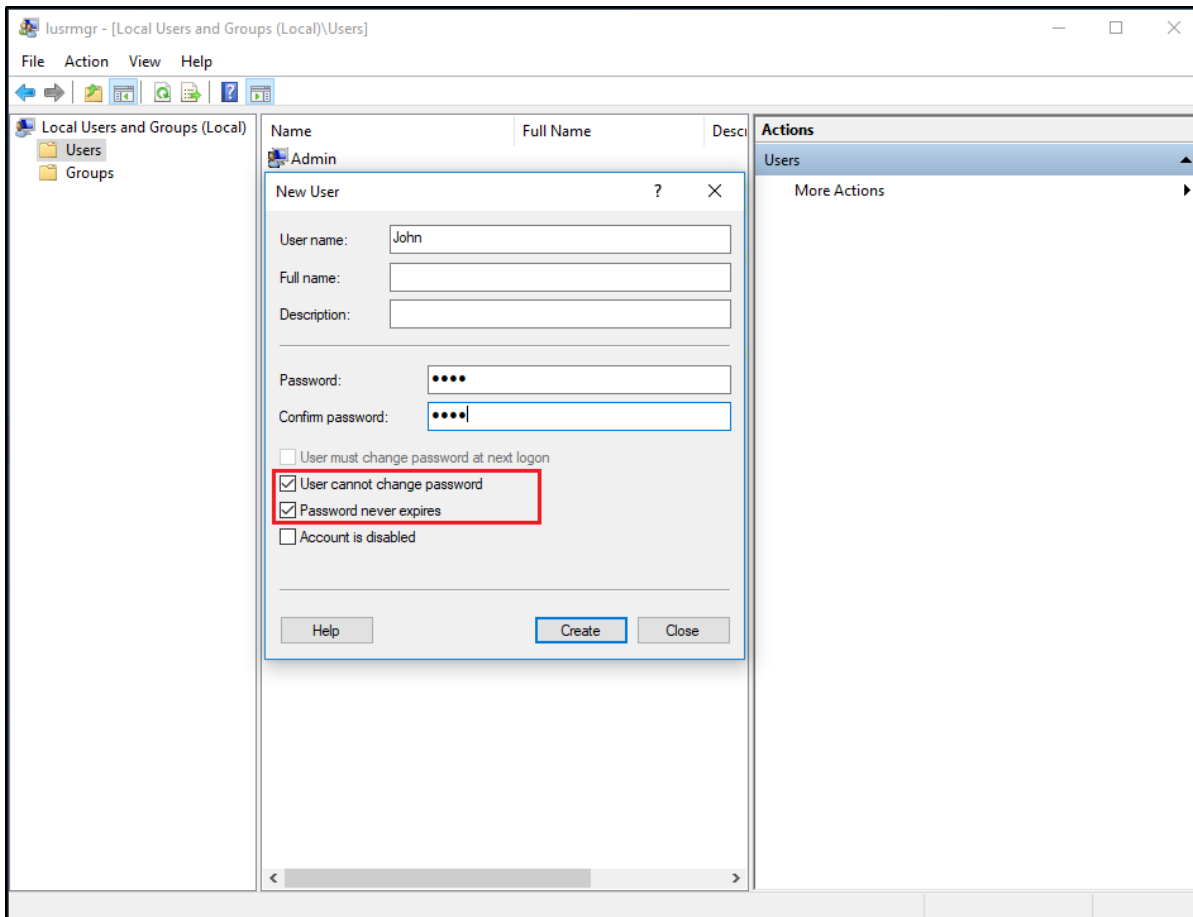 lusrmgr - [Local Users and Groups (Local)\Users]
File Action View Help
Local Users and Groups (Local)
Users
Groups
Name Full Name Descr
Admin
Actions
Users
More Actions
New User ? 
User name: John
Full name:
Description:
Password: ••••
Confirm password: ••••
User must change password at next logon
User cannot change password
Password never expires
Account is disabled
Help Create Close